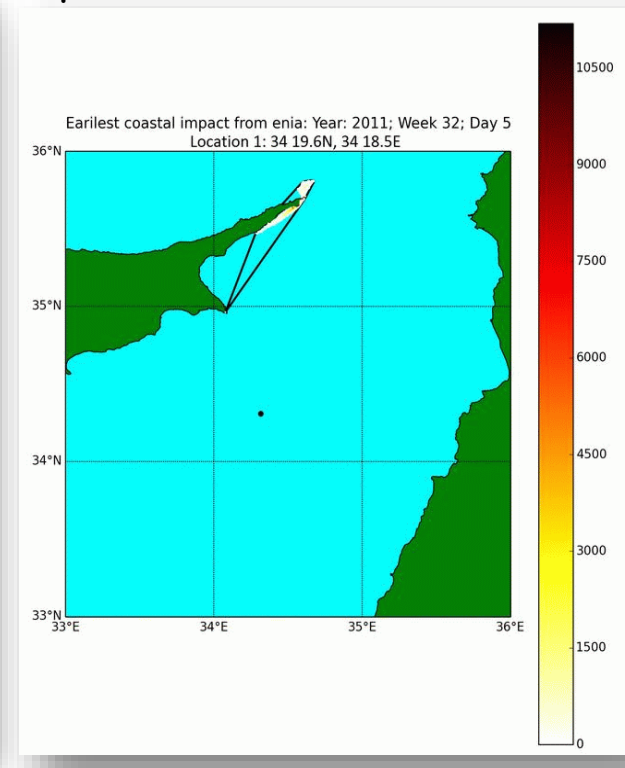 Earilest coastal impact from enia: Year: 2011; Week 32; Day 5
Location 1: 34 19.6N, 34 18.5E
36°N
35°N
34°N
33°N
33°E
34°E
35°E
36°E
10500
9000
7500
6000
4500
3000
1500
0